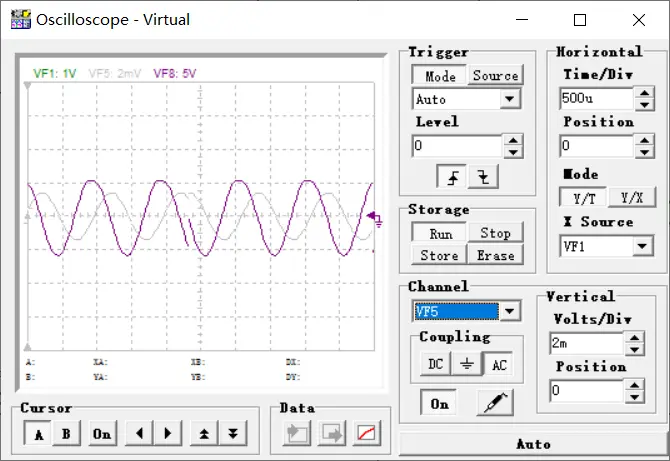 Oscilloscope - Virtual
VF1: 1V VF5: 2mV VF8: 5V
A: XA: XB: DX:
B: YA: YB: DY:
Cursor
A B On
Data
Trigger
Mode Source
Auto
Level
0
Storage
Run Stop
Store Erase
Horizontal
Time/Div
500u
Position
0
Mode
Y/T Y/X
X Source
VF1
Channel
VF5
Coupling
DC AC
On
Vertical
Volts/Div
2m
Position
0
Auto